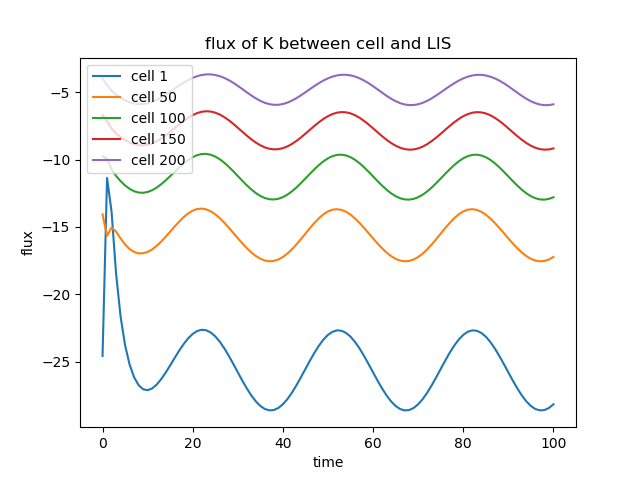 flux of K between cell and LIS
cell 1
cell 50
cell 100
cell 150
cell 200
flux
−5
−10
−15
−20
−25
0 20 40 60 80 100
time